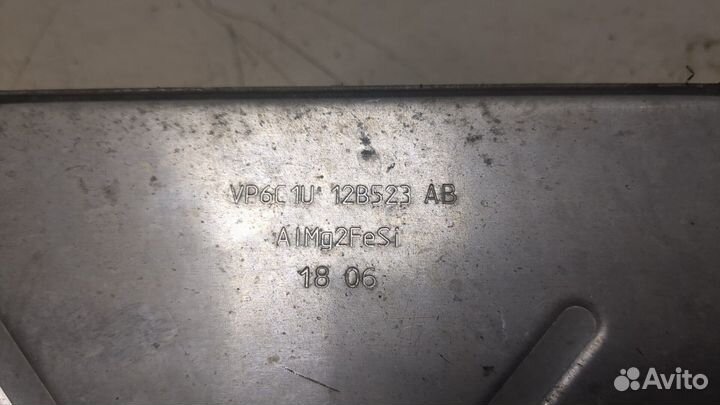 VP6C1U 12B523 AB
AlMg2FeSi
18 06
Avito